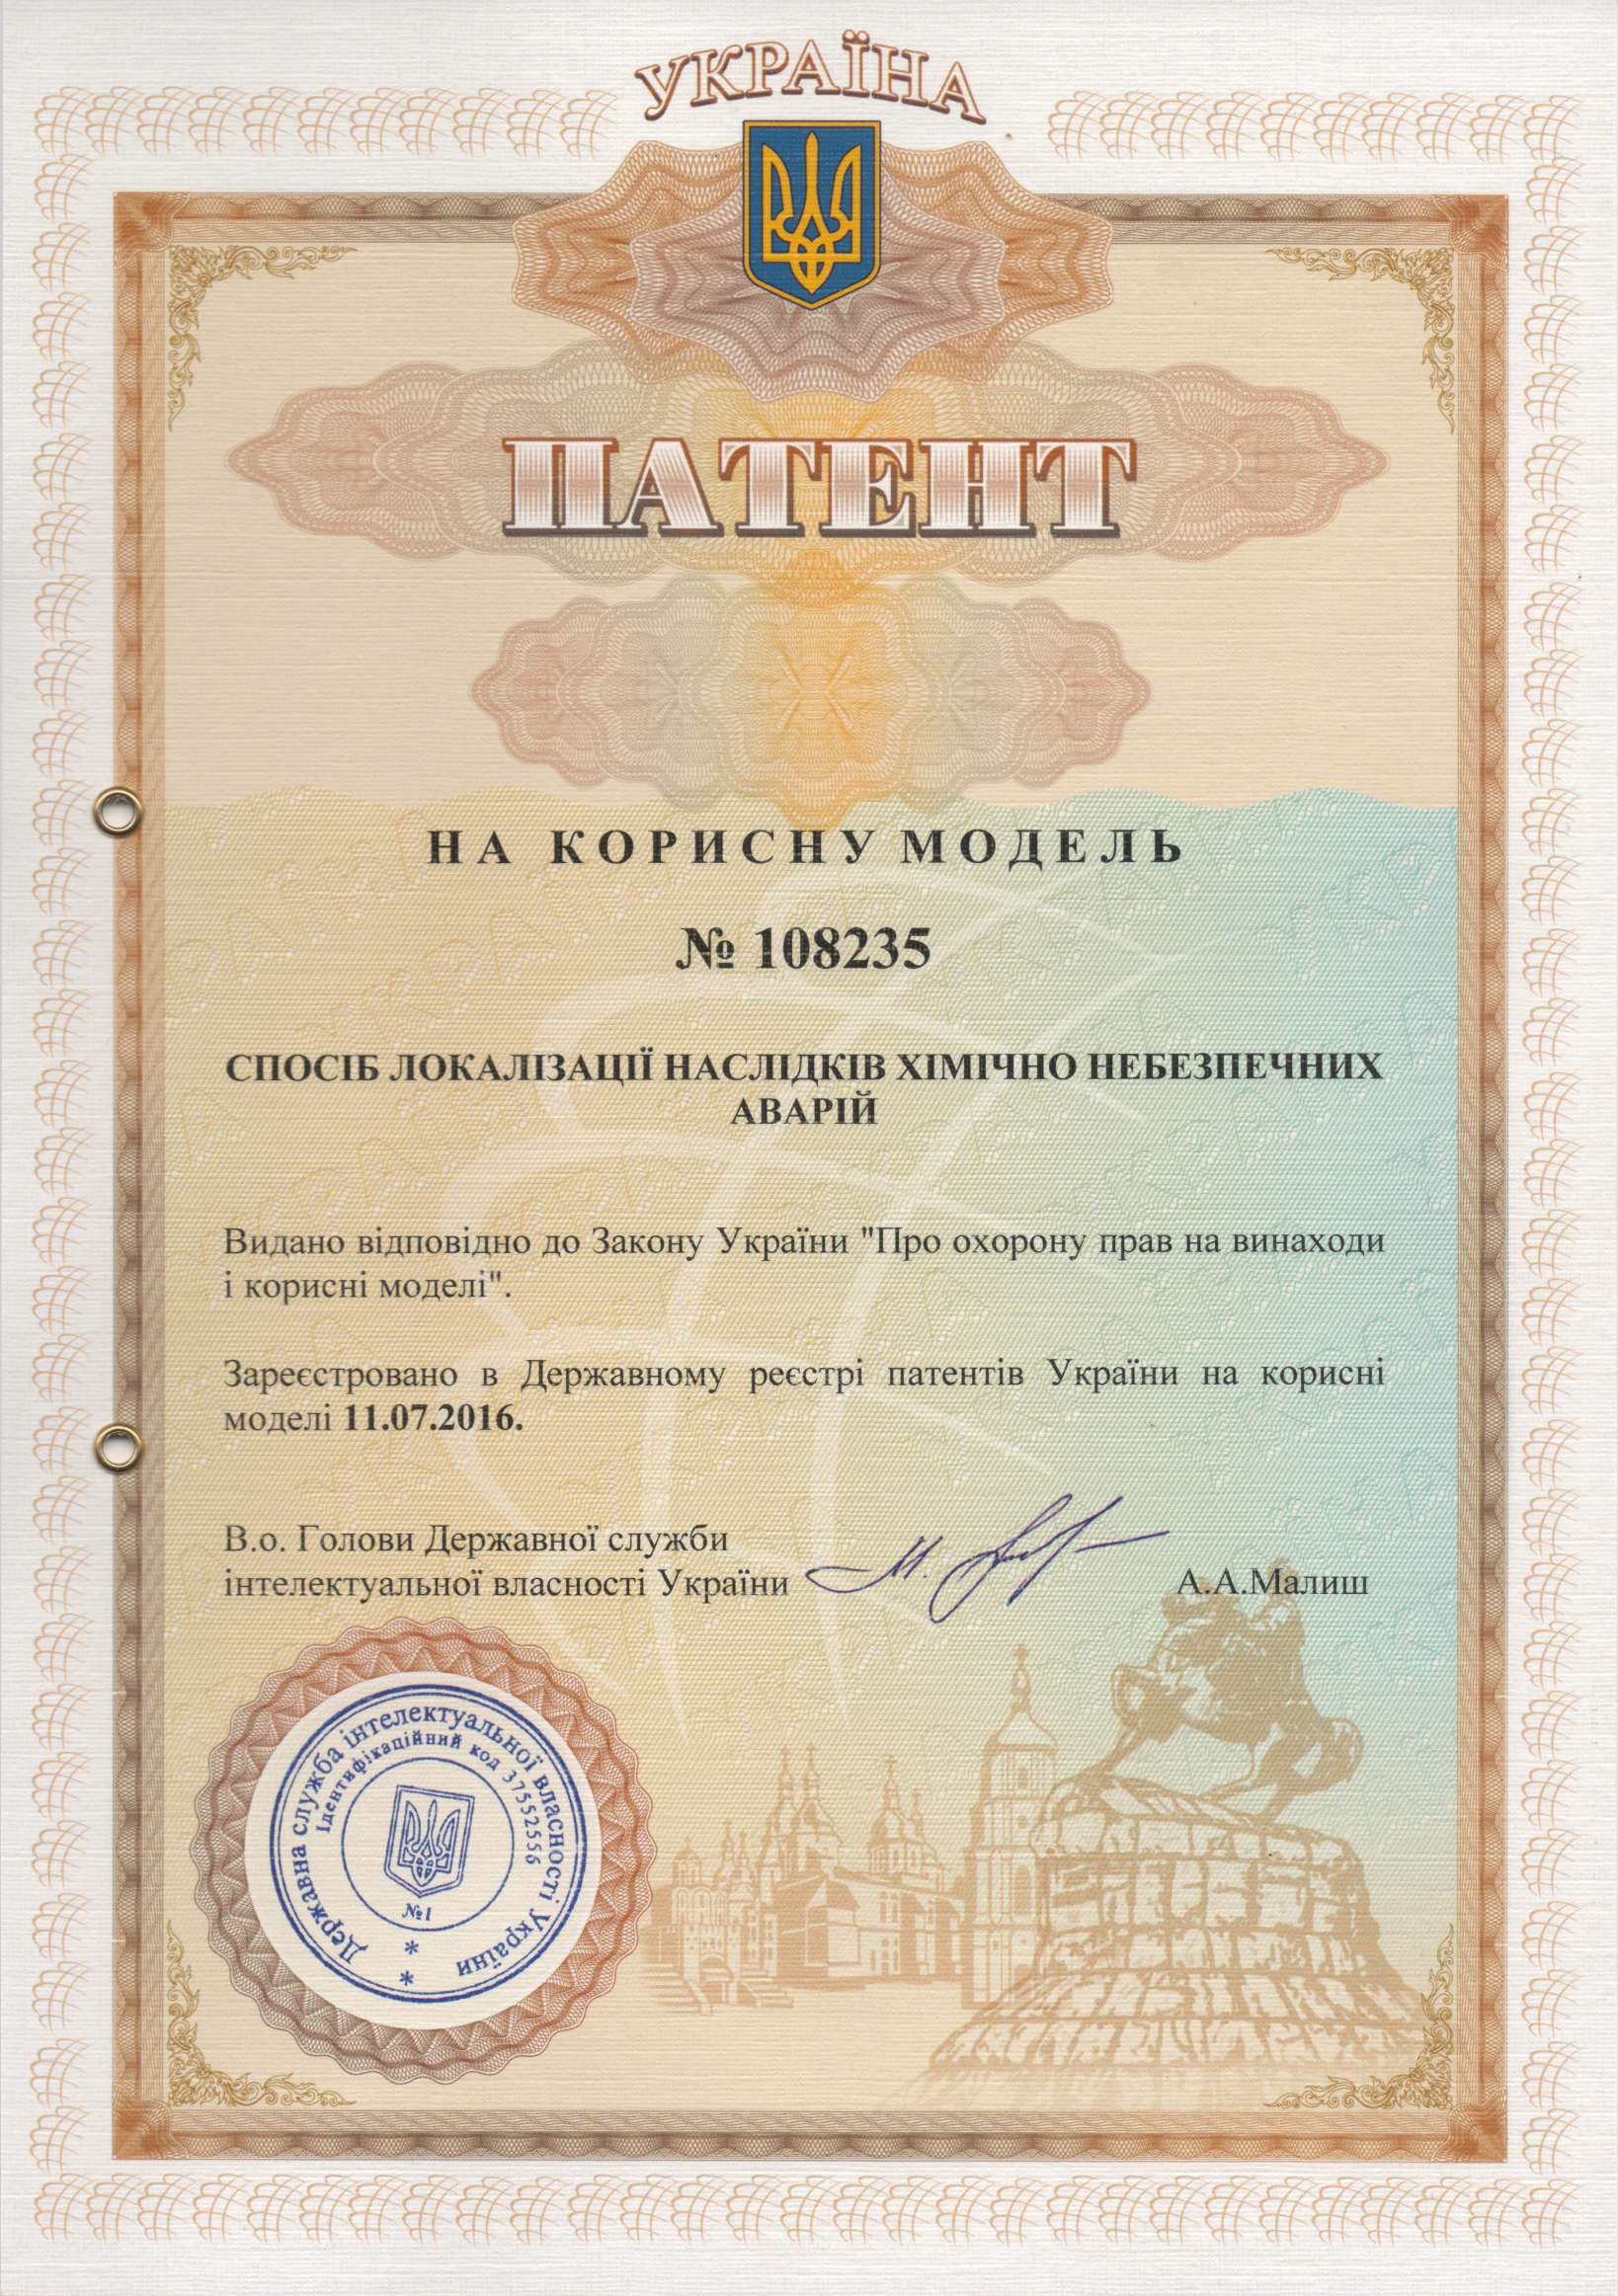 УКРАЇНА
ПАТЕНТ
НА КОРИСНУ МОДЕЛЬ
№ 108235
СПОСІБ ЛОКАЛІЗАЦІЇ НАСЛІДКІВ ХІМІЧНО НЕБЕЗПЕЧНИХ
АВАРІЙ
Видано відповідно до Закону України "Про охорону прав на винаходи
і корисні моделі".
Зареєстровано в Державному реєстрі патентів України на корисні
моделі 11.07.2016.
В.о. Голови Державної служби
інтелектуальної власності України
А.А.Малиш
Державна служба інтелектуальної власності України
Ідентифікаційний код 37552556
№1
* *